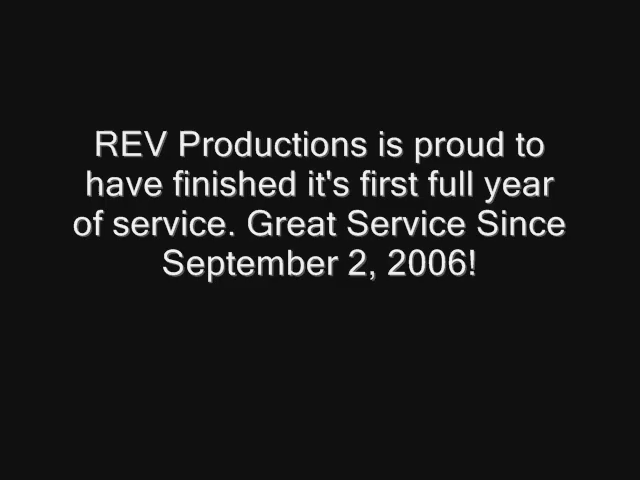 REV Productions is proud to
have finished it's first full year
of service. Great Service Since
September 2, 2006!